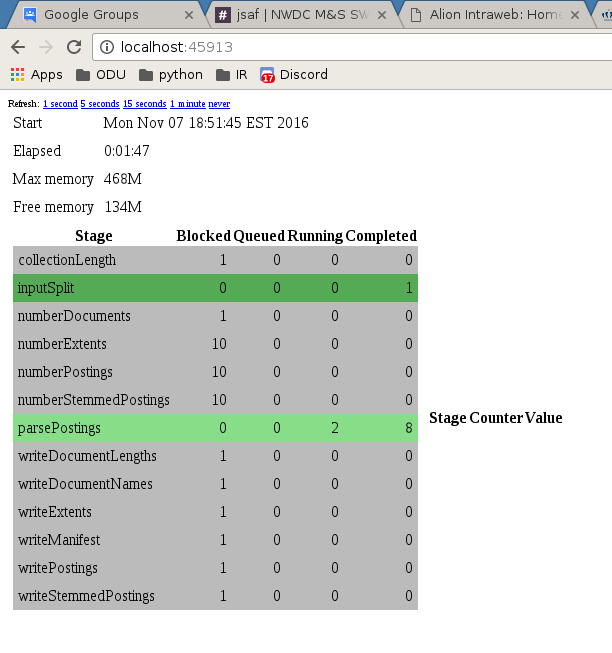 Google Groups × jsaf | NWDC M&S SW × Alion Intraweb: Home ×
localhost:45913
Apps ODU python IR 17 Discord
Refresh: 1 second 5 seconds 15 seconds 1 minute never
Start Mon Nov 07 18:51:45 EST 2016
Elapsed 0:01:47
Max memory 468M
Free memory 134M
Stage Blocked Queued Running Completed
collectionLength 1 0 0 0
inputSplit 0 0 0 1
numberDocuments 1 0 0 0
numberExtents 10 0 0 0
numberPostings 10 0 0 0
numberStemmedPostings 10 0 0 0
parsePostings 0 0 2 8
writeDocumentLengths 1 0 0 0
writeDocumentNames 1 0 0 0
writeExtents 1 0 0 0
writeManifest 1 0 0 0
writePostings 1 0 0 0
writeStemmedPostings 1 0 0 0
Stage Counter Value